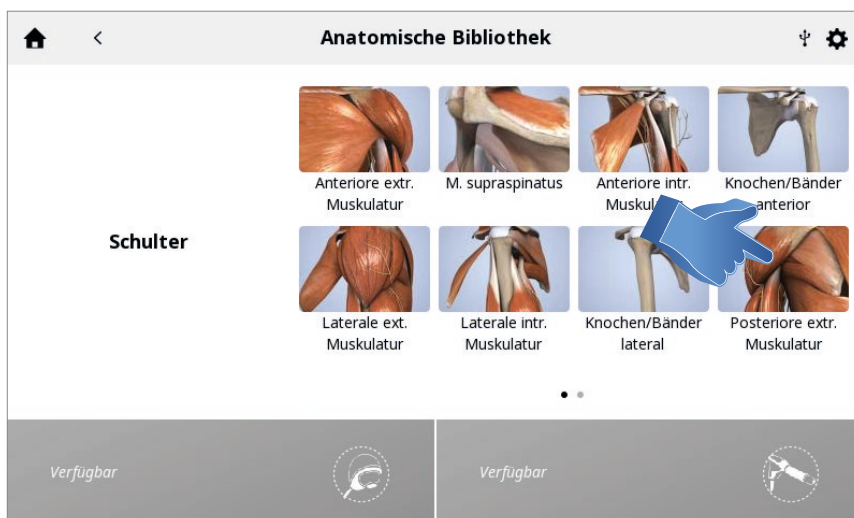 Anatomische Bibliothek
Anteriore extr.
Muskulatur
M. supraspinatus
Anteriore intr.
Muskulatur
Knochen/Bänder
anterior
Schulter
Laterale ext.
Muskulatur
Laterale intr.
Muskulatur
Knochen/Bänder
lateral
Posteriore extr.
Muskulatur
Verfügbar
Verfügbar